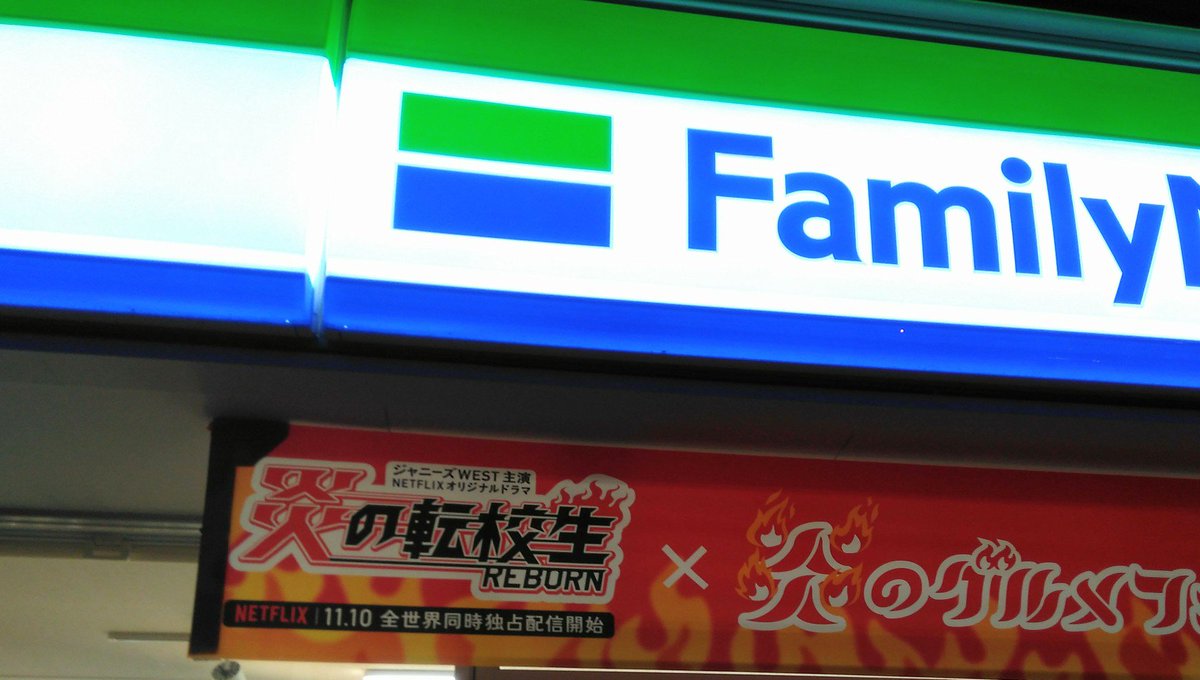 Family
ジャニーズWEST主演
NETFLIXオリジナルドラマ
炎の転校生
REBORN
NETFLIX | 11.10 全世界同時独占配信開始
×
炎のグルメフ